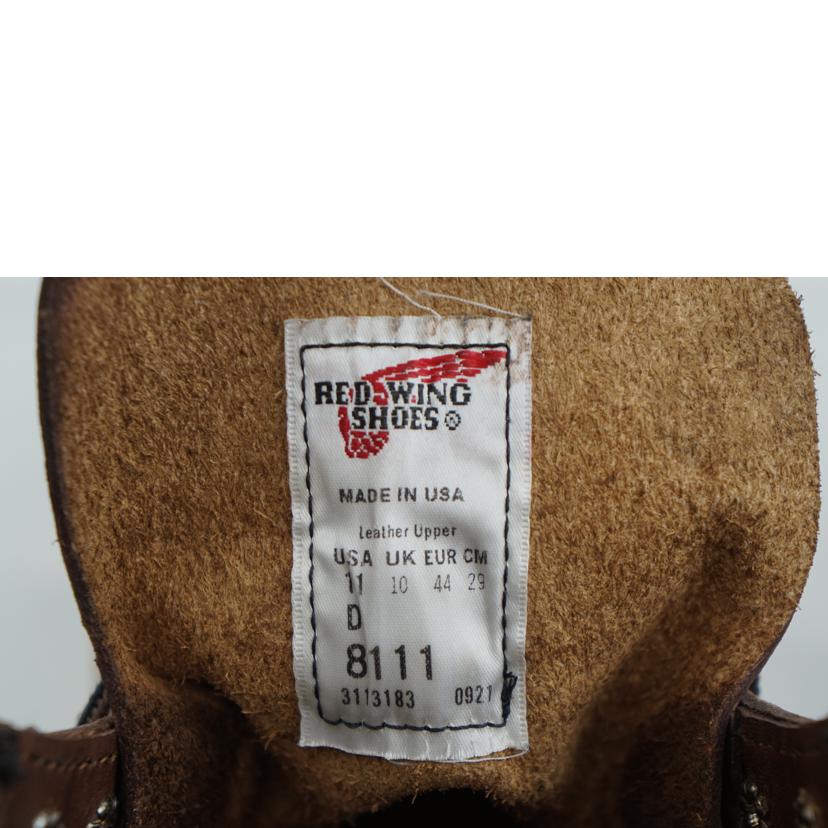 RED WING
SHOES®
MADE IN USA
Leather Upper
USA UK EUR CM
11 10 44 29
D
8111
3113183 0921